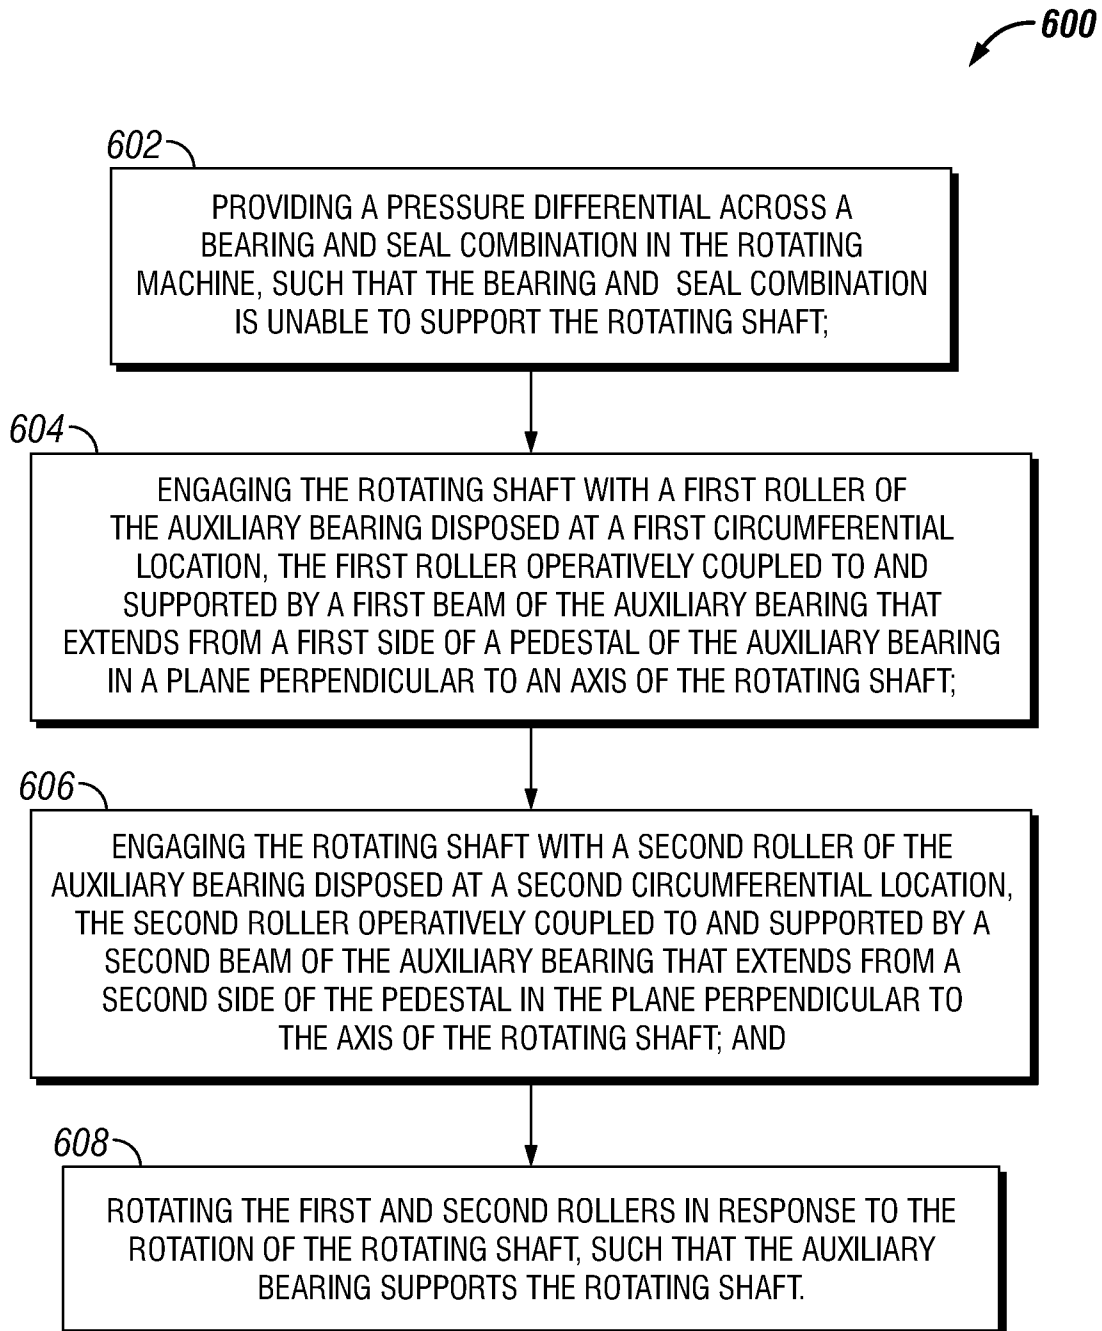 600
602
PROVIDING A PRESSURE DIFFERENTIAL ACROSS A
BEARING AND SEAL COMBINATION IN THE ROTATING
MACHINE, SUCH THAT THE BEARING AND SEAL COMBINATION
IS UNABLE TO SUPPORT THE ROTATING SHAFT;
604
ENGAGING THE ROTATING SHAFT WITH A FIRST ROLLER OF
THE AUXILIARY BEARING DISPOSED AT A FIRST CIRCUMFERENTIAL
LOCATION, THE FIRST ROLLER OPERATIVELY COUPLED TO AND
SUPPORTED BY A FIRST BEAM OF THE AUXILIARY BEARING THAT
EXTENDS FROM A FIRST SIDE OF A PEDESTAL OF THE AUXILIARY BEARING
IN A PLANE PERPENDICULAR TO AN AXIS OF THE ROTATING SHAFT;
606
ENGAGING THE ROTATING SHAFT WITH A SECOND ROLLER OF THE
AUXILIARY BEARING DISPOSED AT A SECOND CIRCUMFERENTIAL LOCATION,
THE SECOND ROLLER OPERATIVELY COUPLED TO AND SUPPORTED BY A
SECOND BEAM OF THE AUXILIARY BEARING THAT EXTENDS FROM A
SECOND SIDE OF THE PEDESTAL IN THE PLANE PERPENDICULAR TO
THE AXIS OF THE ROTATING SHAFT; AND
608
ROTATING THE FIRST AND SECOND ROLLERS IN RESPONSE TO THE
ROTATION OF THE ROTATING SHAFT, SUCH THAT THE AUXILIARY
BEARING SUPPORTS THE ROTATING SHAFT.